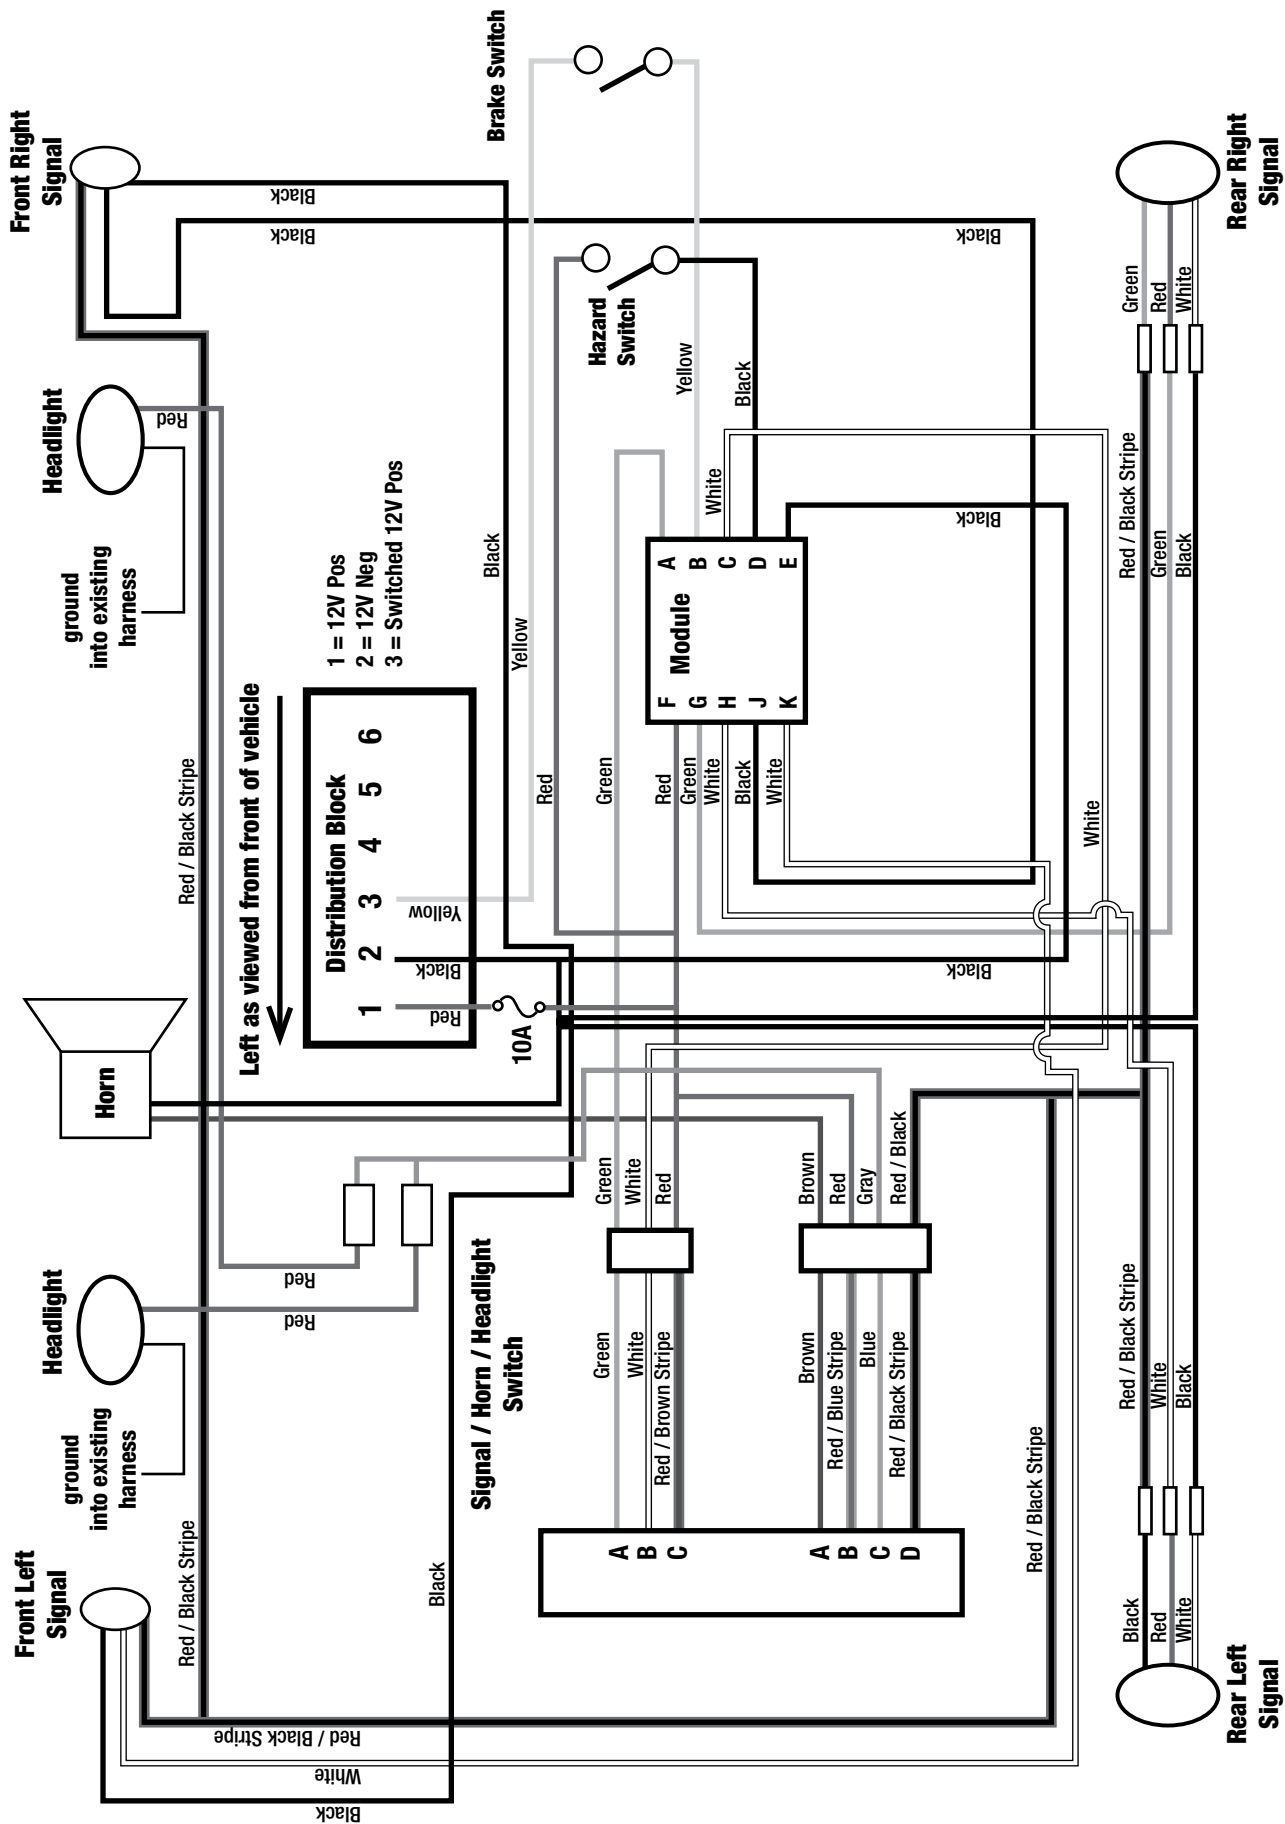 Front Left
Signal
ground
into existing
harness
Headlight
Horn
ground
into existing
harness
Headlight
Front Right
Signal
Red
Red / Black Stripe
Red / Black Stripe
Left as viewed from front of vehicle
Red / Black Stripe
White
Black
Red
Red
Black
Black
Distribution Block
1 2 3 4 5 6
1 = 12V Pos
2 = 12V Neg
3 = Switched 12V Pos
Red
Black
Yellow
Black
10A
Black
Yellow
Brake Switch
Signal / Horn / Headlight
Switch
Red
Hazard
Switch
Green
Green
Green
White
White
Red / Brown Stripe
Red
Red
Green
White
Black
White
Module
F
G
H
J
K
A
B
C
D
E
Yellow
White
Black
A
B
C
A
B
C
D
Brown
Red / Blue Stripe
Blue
Red / Black Stripe
Brown
Red
Gray
Red / Black
Black
Black
Black
Red / Black Stripe
White
Black
Red
White
Rear Left
Signal
Red / Black Stripe
White
Black
Red / Black Stripe
Green
Black
Green
Red
White
Rear Right
Signal